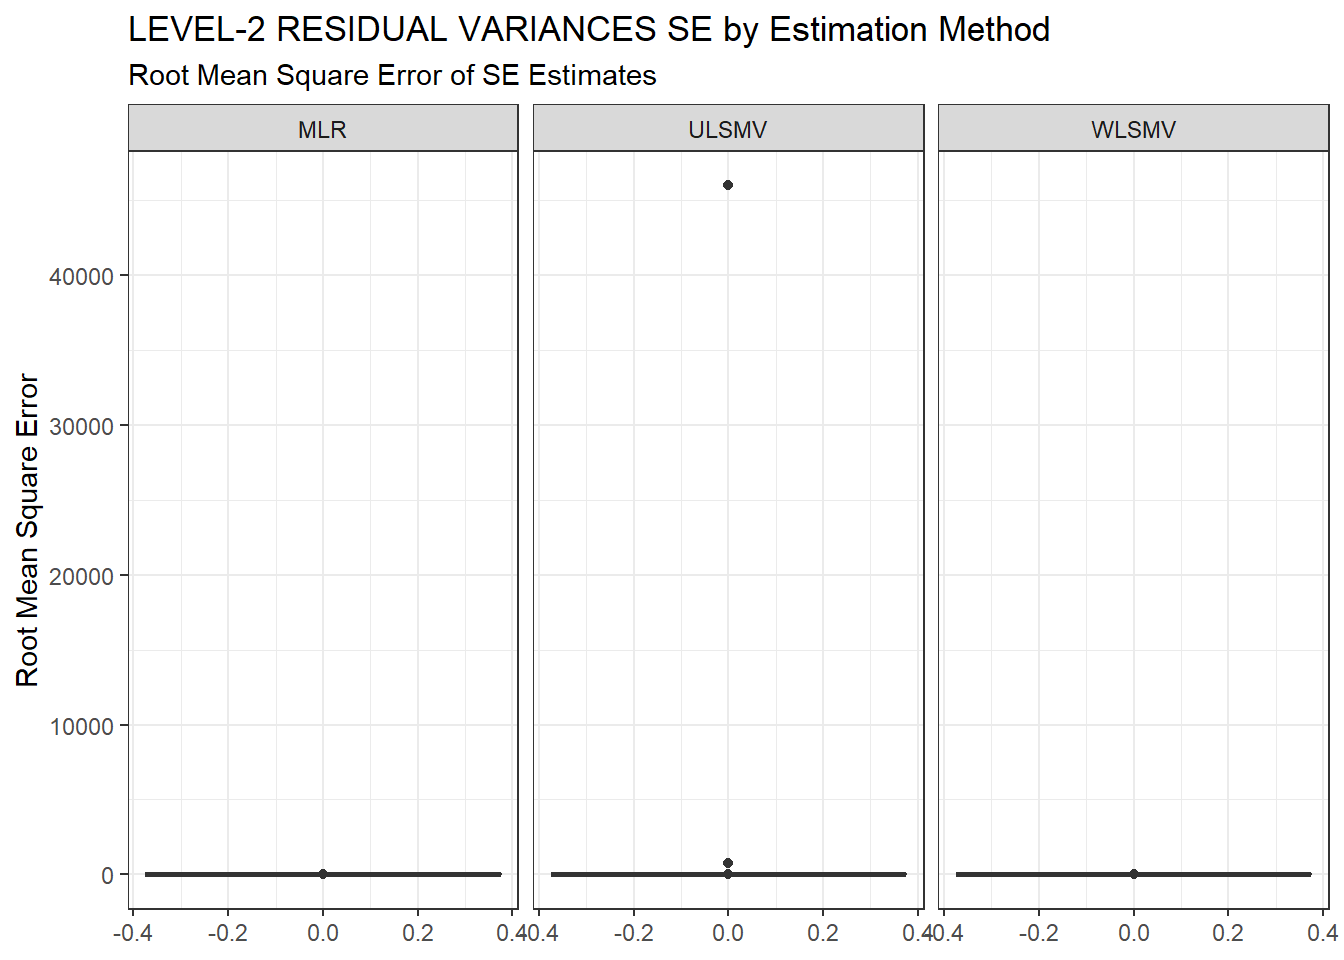 LEVEL-2 RESIDUAL VARIANCES SE by Estimation Method
Root Mean Square Error of SE Estimates
MLR ULSMV WLSMV
Root Mean Square Error
40000
30000
20000
10000
0
-0.4 -0.2 0.0 0.2 0.4 -0.4 -0.2 0.0 0.2 0.4 -0.4 -0.2 0.0 0.2 0.4